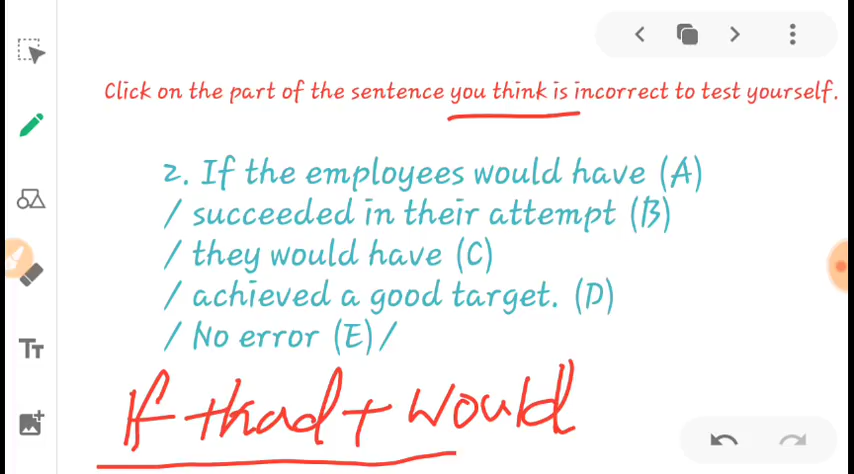 Click on the part of the sentence you think is incorrect to test yourself.
2. If the employees would have (A)
/ succeeded in their attempt (B)
/ they would have (C)
/ achieved a good target. (D)
/ No error (E) /
If + had + would
TT